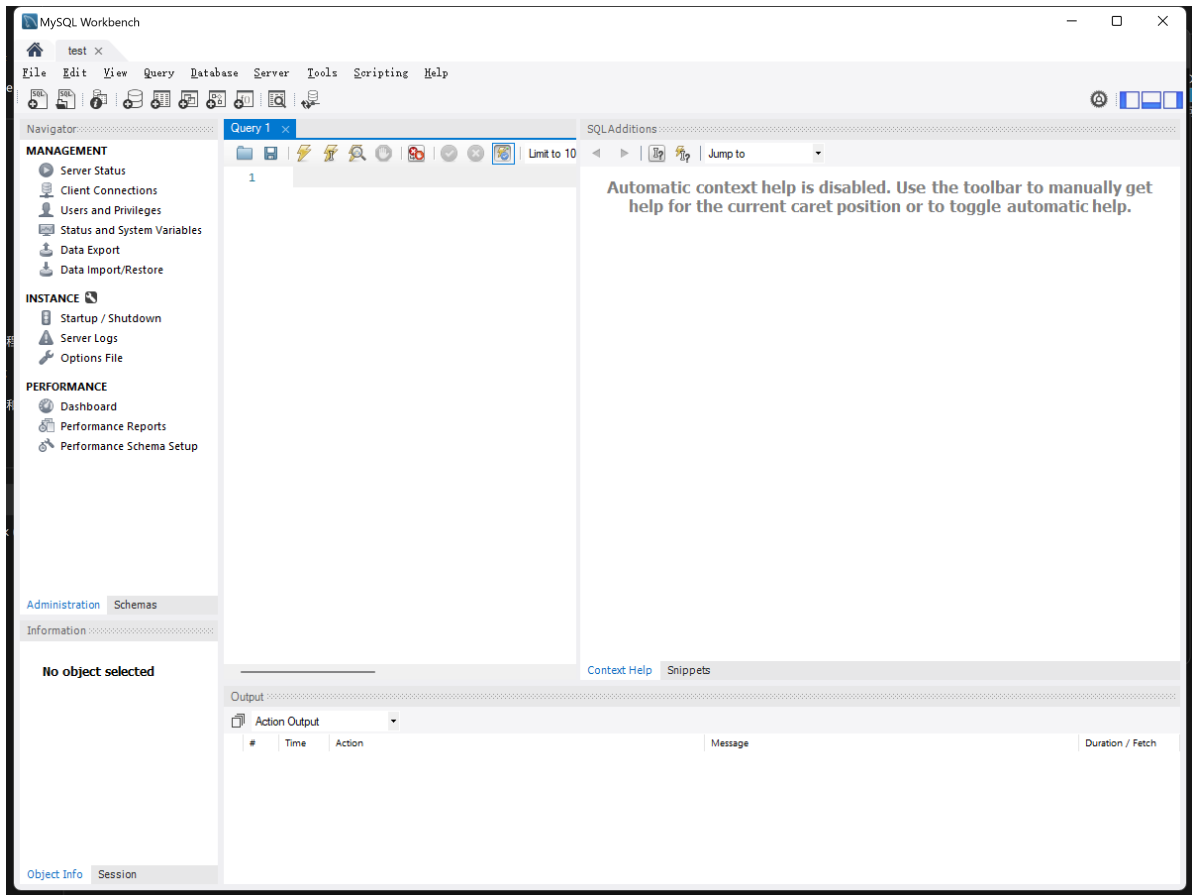 MySQL Workbench
test
File Edit View Query Database Server Tools Scripting Help
Navigator
MANAGEMENT
Server Status
Client Connections
Users and Privileges
Status and System Variables
Data Export
Data Import/Restore
INSTANCE
Startup / Shutdown
Server Logs
Options File
PERFORMANCE
Dashboard
Performance Reports
Performance Schema Setup
Administration Schemas
Information
No object selected
Object Info Session
Query 1
Limit to 10
1
SQLAdditions
Jump to
Automatic context help is disabled. Use the toolbar to manually get
help for the current caret position or to toggle automatic help.
Context Help Snippets
Output
Action Output
# Time Action Message Duration / Fetch